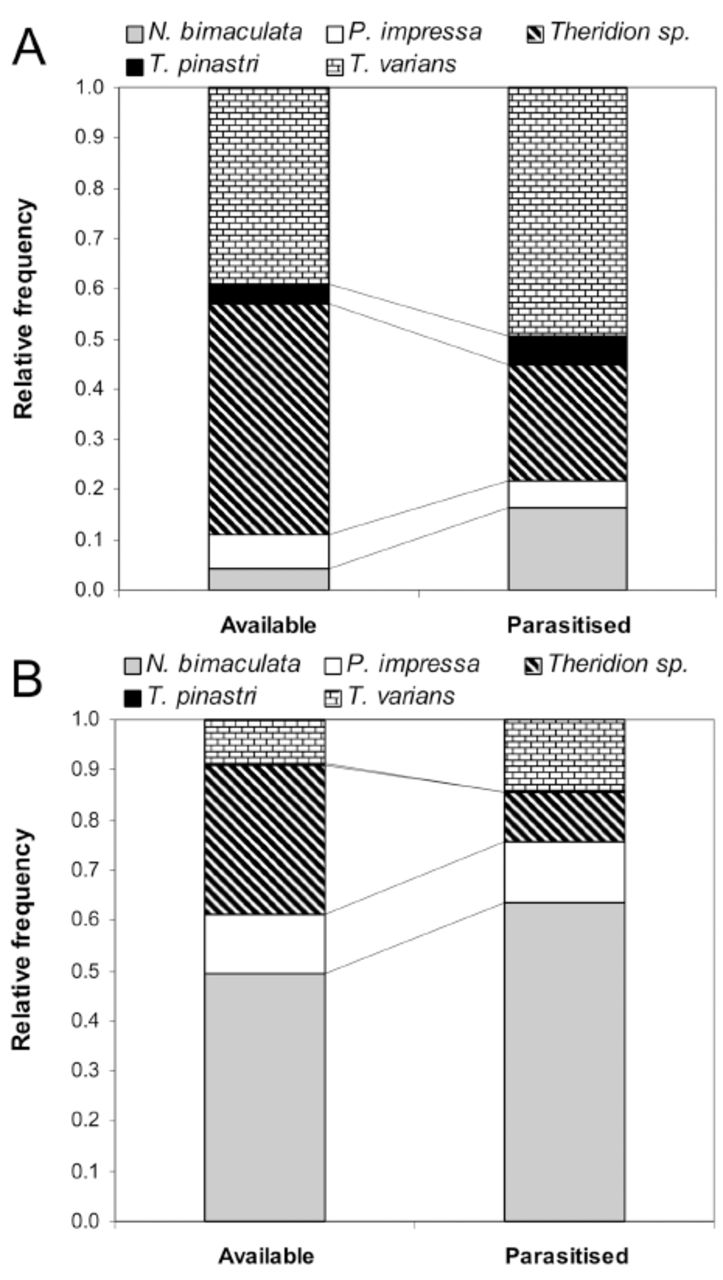 A
N. bimaculata P. impressa Theridion sp.
T. pinastri T. varians
1.0
0.9
0.8
0.7
0.6
0.5
0.4
0.3
0.2
0.1
0.0
Relative frequency
Available Parasitised
B
N. bimaculata P. impressa Theridion sp.
T. pinastri T. varians
1.0
0.9
0.8
0.7
0.6
0.5
0.4
0.3
0.2
0.1
0.0
Relative frequency
Available Parasitised